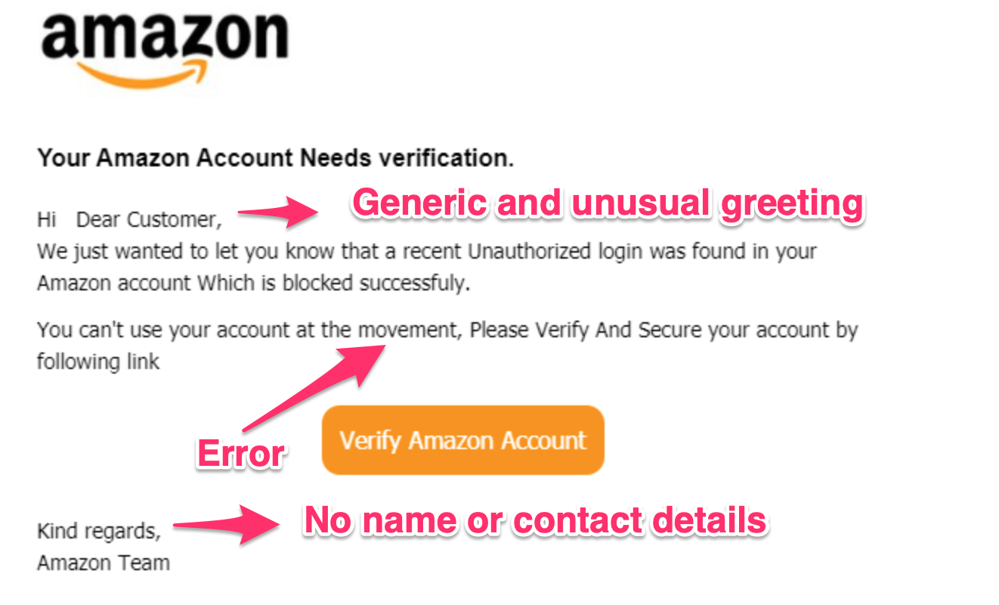 amazon
Your Amazon Account Needs verification.
Hi Dear Customer,
Generic and unusual greeting
We just wanted to let you know that a recent Unauthorized login was found in your
Amazon account Which is blocked successfuly.
You can't use your account at the movement, Please Verify And Secure your account by
following link
Error
Verify Amazon Account
No name or contact details
Kind regards,
Amazon Team